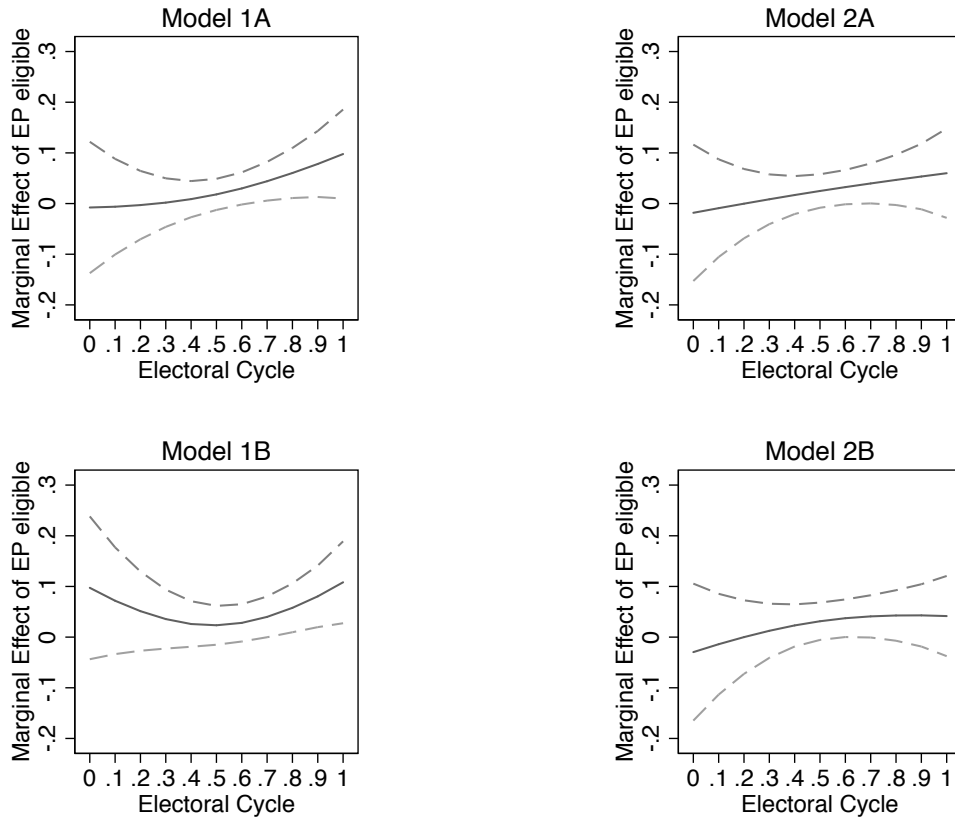 Model 1A
Marginal Effect of EP eligible
.3
.2
.1
0
-.1
-.2
0 .1 .2 .3 .4 .5 .6 .7 .8 .9 1
Electoral Cycle
Model 2A
Marginal Effect of EP eligible
.3
.2
.1
0
-.1
-.2
0 .1 .2 .3 .4 .5 .6 .7 .8 .9 1
Electoral Cycle
Model 1B
Marginal Effect of EP eligible
.3
.2
.1
0
-.1
-.2
0 .1 .2 .3 .4 .5 .6 .7 .8 .9 1
Electoral Cycle
Model 2B
Marginal Effect of EP eligible
.3
.2
.1
0
-.1
-.2
0 .1 .2 .3 .4 .5 .6 .7 .8 .9 1
Electoral Cycle